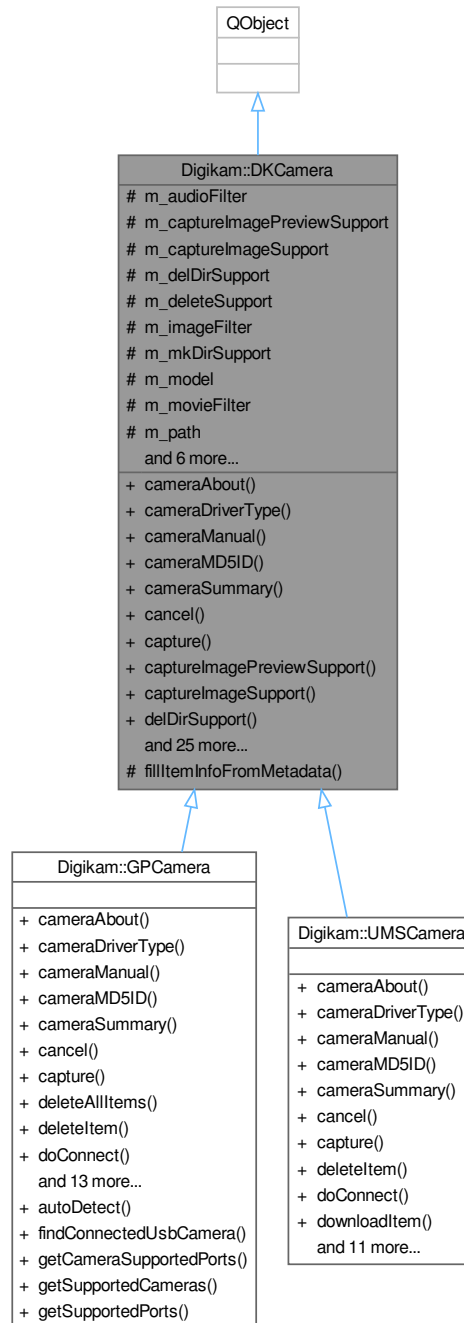 QObject
Digikam::DKCamera
# m_audioFilter
# m_captureImagePreviewSupport
# m_captureImageSupport
# m_delDirSupport
# m_deleteSupport
# m_imageFilter
# m_mkDirSupport
# m_model
# m_movieFilter
# m_path
and 6 more...
+ cameraAbout()
+ cameraDriverType()
+ cameraManual()
+ cameraMD5ID()
+ cameraSummary()
+ cancel()
+ capture()
+ captureImagePreviewSupport()
+ captureImageSupport()
+ delDirSupport()
and 25 more...
# fillItemInfoFromMetadata()
Digikam::GPCamera
+ cameraAbout()
+ cameraDriverType()
+ cameraManual()
+ cameraMD5ID()
+ cameraSummary()
+ cancel()
+ capture()
+ deleteAllItems()
+ deleteItem()
+ doConnect()
and 13 more...
+ autoDetect()
+ findConnectedUsbCamera()
+ getCameraSupportedPorts()
+ getSupportedCameras()
+ getSupportedPorts()
Digikam::UMSCamera
+ cameraAbout()
+ cameraDriverType()
+ cameraManual()
+ cameraMD5ID()
+ cameraSummary()
+ cancel()
+ capture()
+ deleteItem()
+ doConnect()
+ downloadItem()
and 11 more...